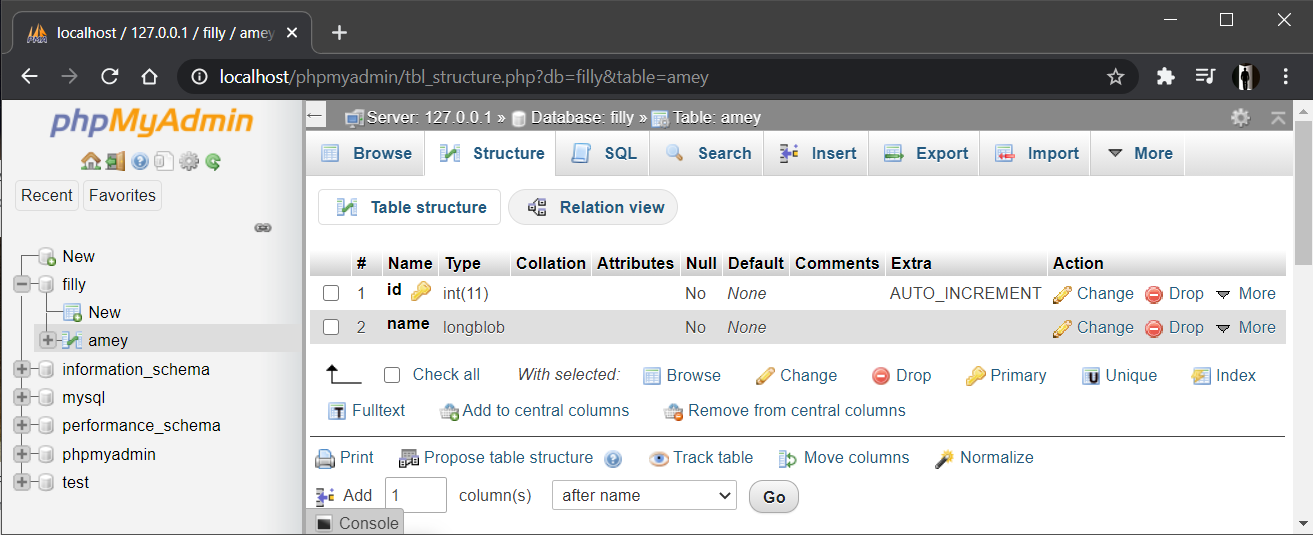 localhost / 127.0.0.1 / filly / amey
localhost/phpmyadmin/tbl_structure.php?db=filly&table=amey
phpMyAdmin
Server: 127.0.0.1 » Database: filly » Table: amey
Browse Structure SQL Search Insert Export Import More
Recent Favorites
Table structure Relation view
New
filly
New
amey
information_schema
mysql
performance_schema
phpmyadmin
test
# Name Type Collation Attributes Null Default Comments Extra Action
1 id int(11) No None AUTO_INCREMENT Change Drop More
2 name longblob No None Change Drop More
Check all With selected: Browse Change Drop Primary Unique Index
Fulltext Add to central columns Remove from central columns
Print Propose table structure Track table Move columns Normalize
Add 1 column(s) after name Go
Console